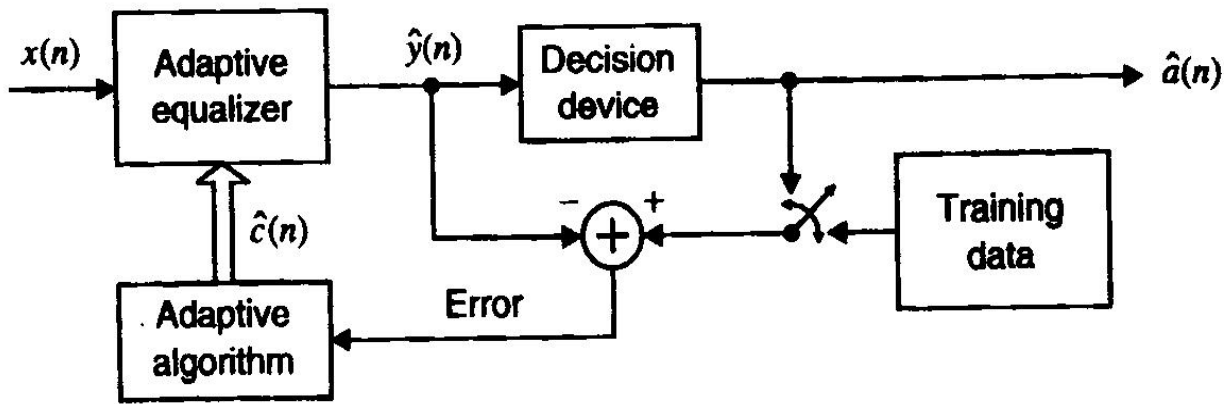 x(n)
Adaptive
equalizer
ŷ(n)
Decision
device
â(n)
ĉ(n)
−
+
+
Training
data
Adaptive
algorithm
Error